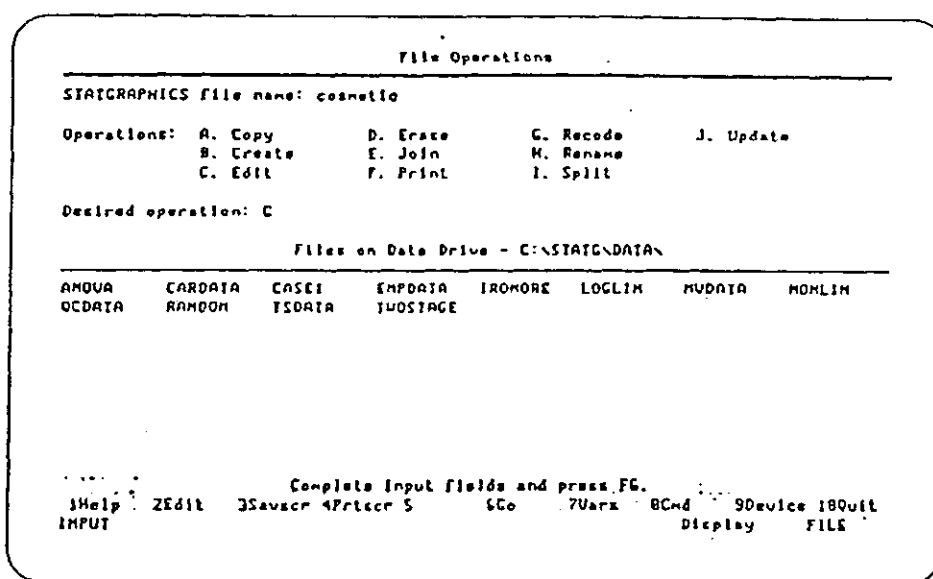 File Operations
STATGRAPHICS file name: cosmetic
Operations: A. Copy D. Erase G. Recode J. Update
B. Create E. Join H. Rename
C. Edit F. Print I. Split
Desired operation: C
Files on Data Drive - C:\STATG\DATA\
ANOVA CARDATA CASEI EMPDATA IRONORE LOGLIN MVDATA NONLIN
QCDATA RANDOM TSDATA TWOSTAGE
Complete input fields and press F6.
1Help 2Edit 3Savscr 4Prtscr 5 6Go 7Vars 8Cmd 9Device 10Quit
INPUT Display FILE